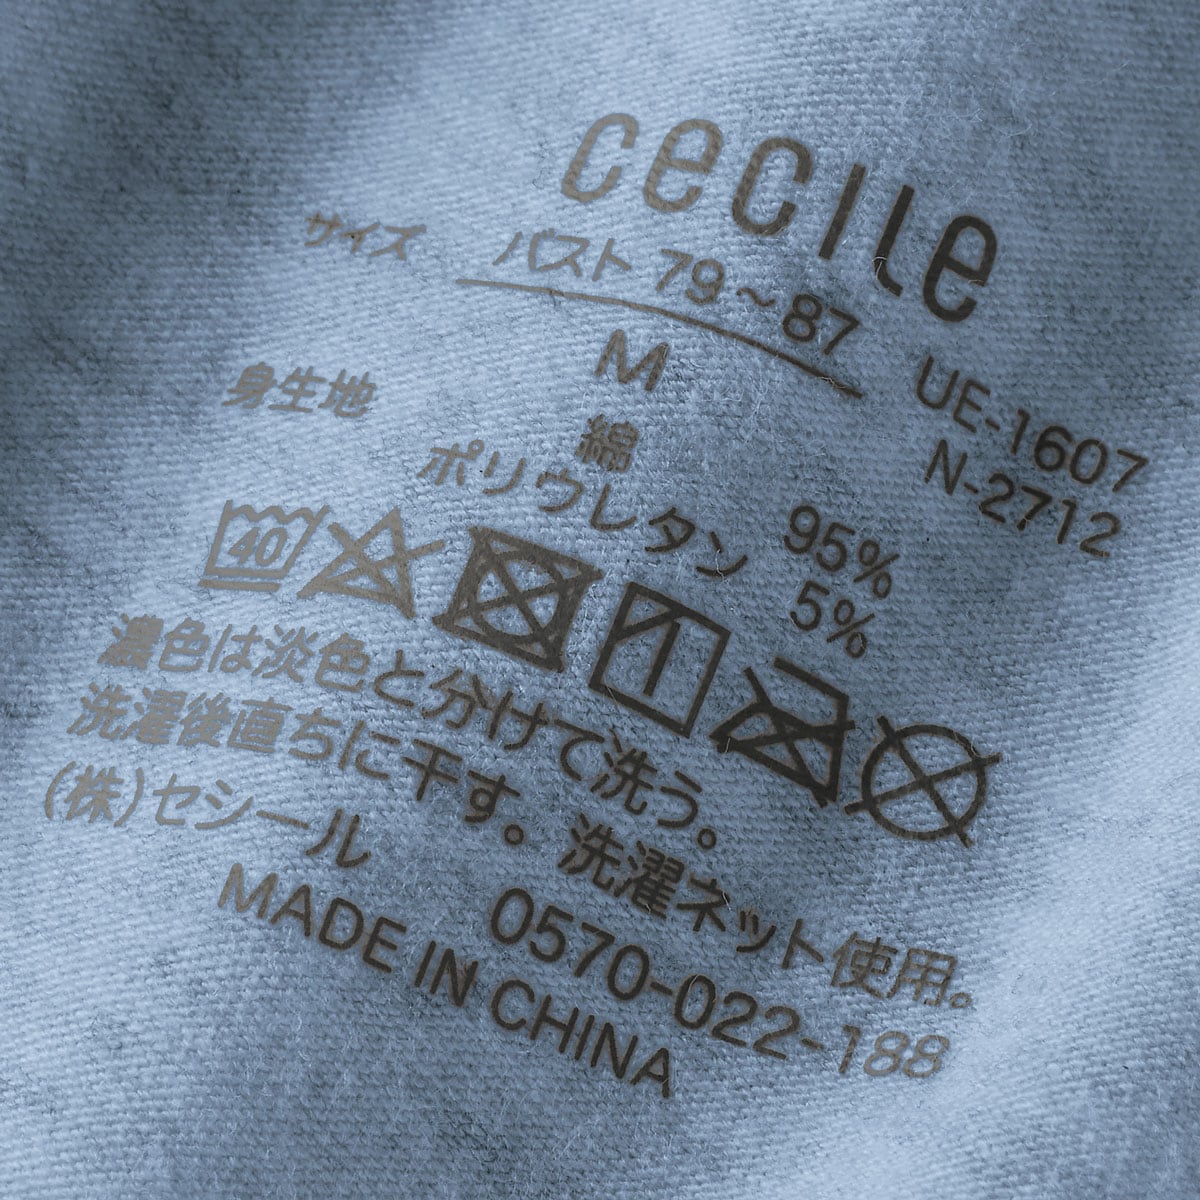 cecile
サイズ バスト 79~87
M
UE-1607
N-2712
身生地
綿 95%
ポリウレタン 5%
40
濃色は淡色と分けて洗う。
洗濯後直ちに干す。洗濯ネット使用。
(株)セシール 0570-022-188
MADE IN CHINA